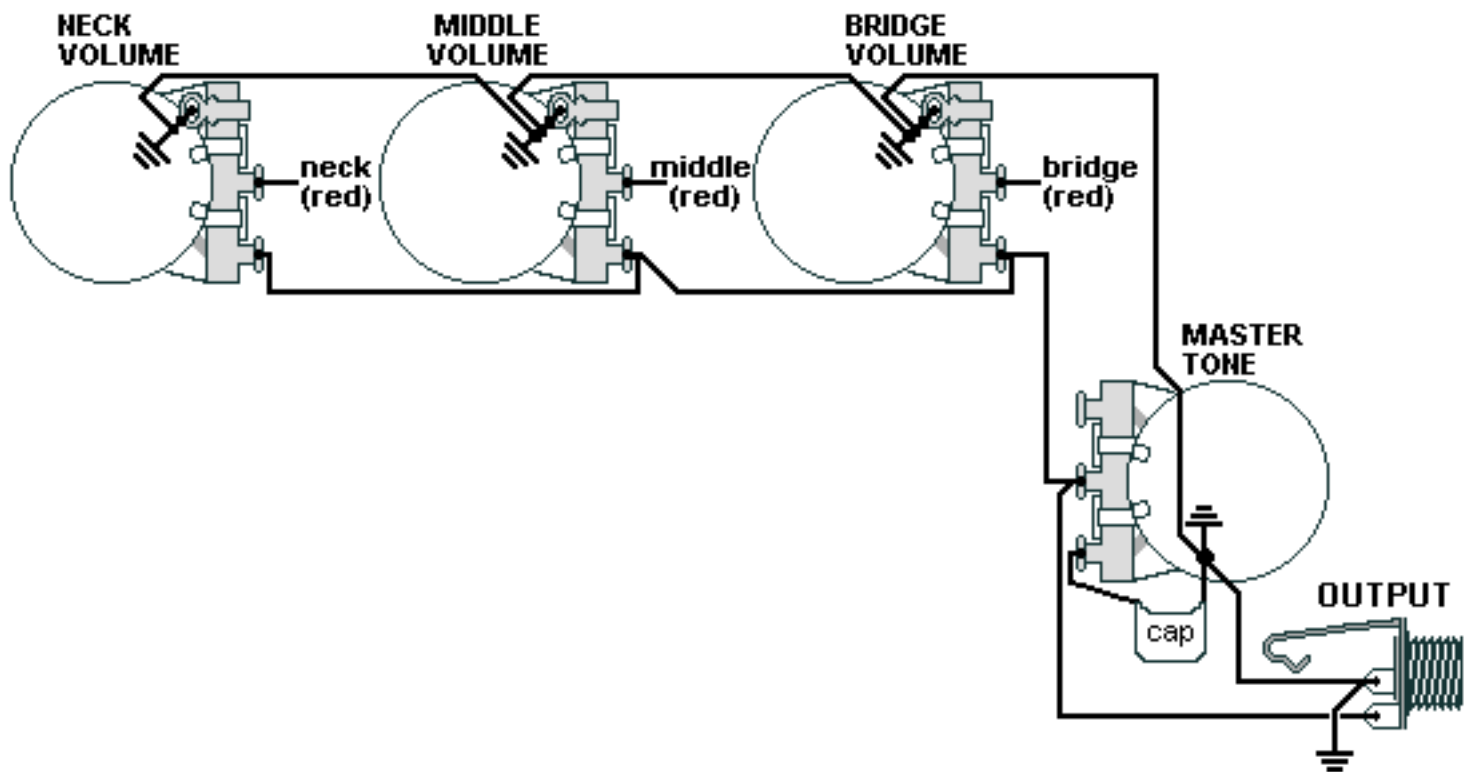 NECK
VOLUME
MIDDLE
VOLUME
BRIDGE
VOLUME
neck
(red)
middle
(red)
bridge
(red)
MASTER
TONE
OUTPUT
cap